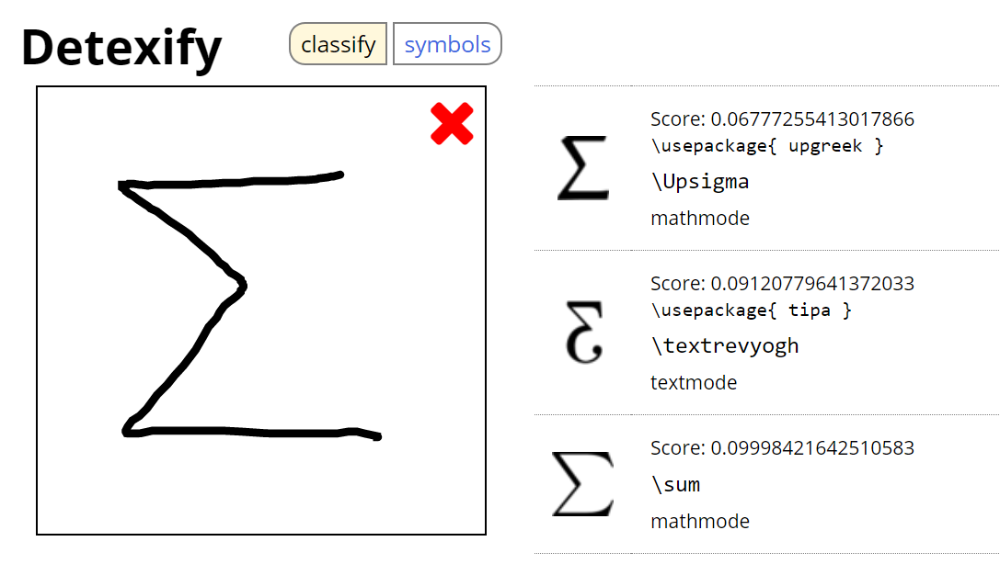 Detexify
classify
symbols
Σ
Σ
Score: 0.06777255413017866
\usepackage{ upgreek }
\Upsigma
mathmode
Score: 0.09120779641372033
\usepackage{ tipa }
\textrevyogh
textmode
∑
Score: 0.09998421642510583
\sum
mathmode